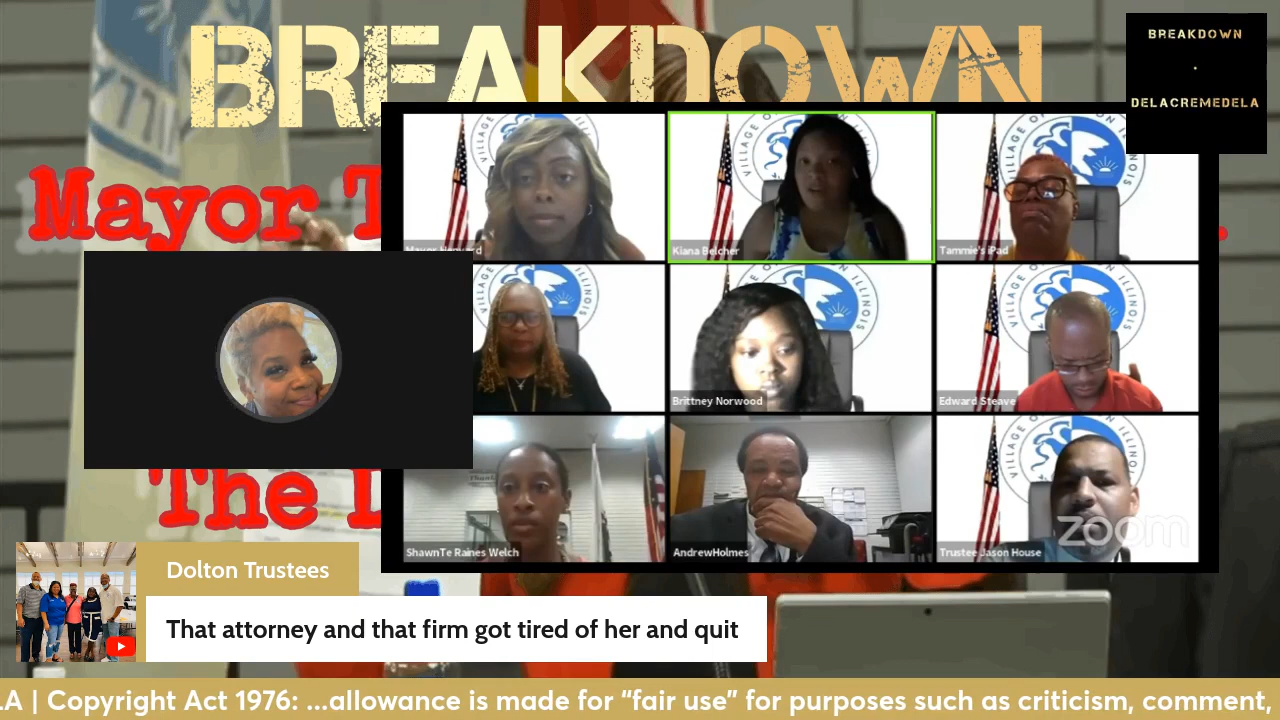 BREAKDOWN
BREAKDOWN
DELACREMEDELA
Mayor T
The
Kiana Belcher
Tammie's iPad
Brittney Norwood
Edward Steave
ShawnTe Raines Welch
AndrewHolmes
Trustee Jason House
zoom
Dolton Trustees
That attorney and that firm got tired of her and quit
LA | Copyright Act 1976: ...allowance is made for “fair use” for purposes such as criticism, comment,